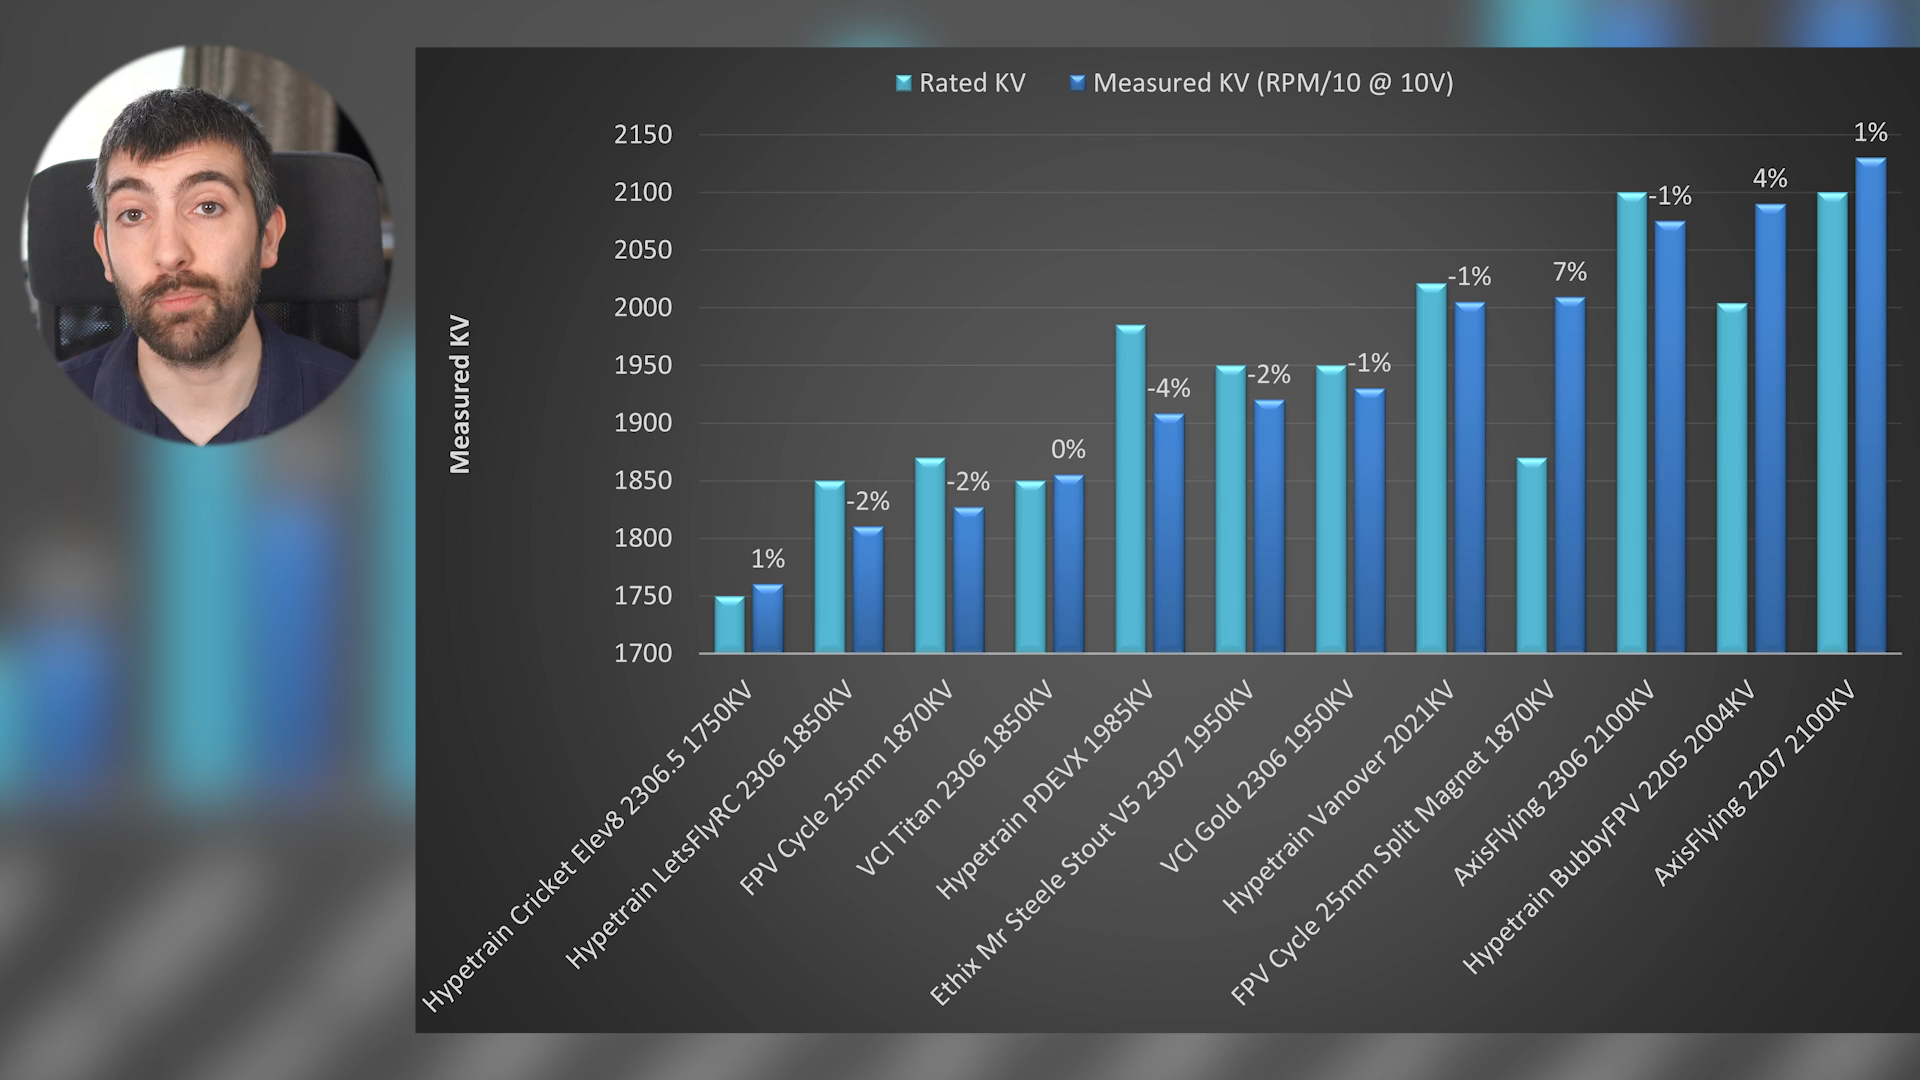 Rated KV
Measured KV (RPM/10 @ 10V)
Measured KV
2150
2100
2050
2000
1950
1900
1850
1800
1750
1700
1%
-2%
-2%
0%
-4%
-2%
-1%
-1%
7%
-1%
4%
1%
Hypetrain Cricket Elev8 2306.5 1750KV
Hypetrain LetsFlyRC 2306 1850KV
FPV Cycle 25mm 1870KV
VCI Titan 2306 1850KV
Hypetrain PDEVX 1985KV
Ethix Mr Steele Stout V5 2307 1950KV
VCI Gold 2306 1950KV
Hypetrain Vanover 2021KV
FPV Cycle 25mm Split Magnet 1870KV
AxisFlying 2306 2100KV
Hypetrain BubbyFPV 2205 2004KV
AxisFlying 2207 2100KV